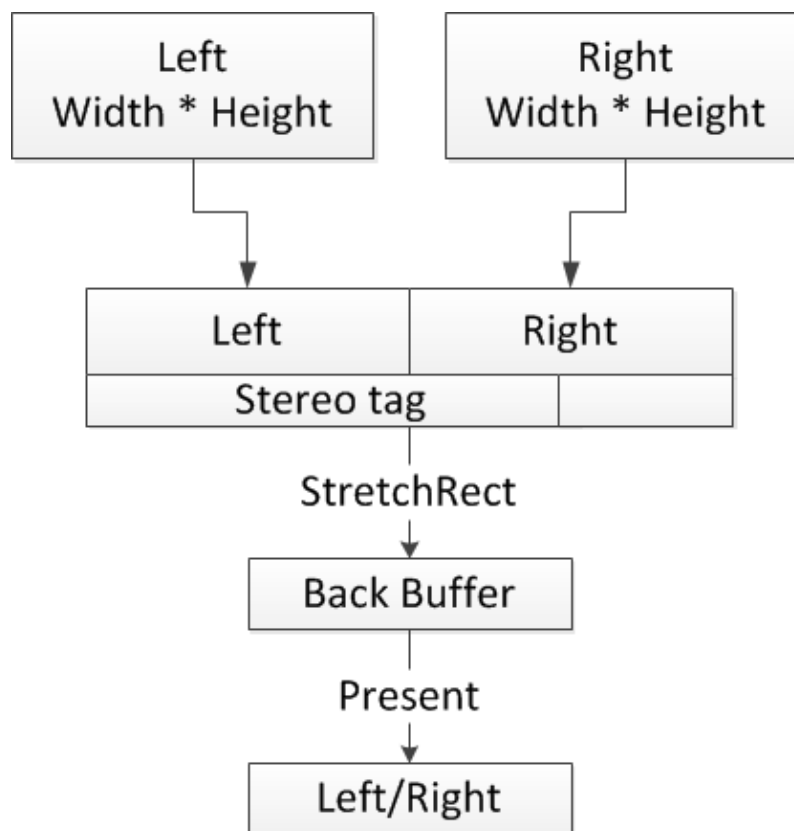 Left
Width * Height
Right
Width * Height
Left
Right
Stereo tag
StretchRect
Back Buffer
Present
Left/Right